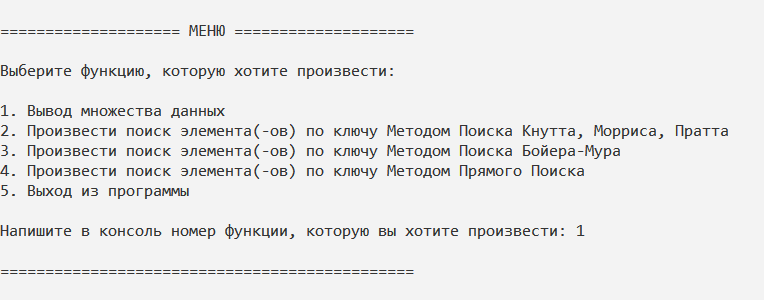 ==================== МЕНЮ ====================
Выберите функцию, которую хотите произвести:
1. Вывод множества данных
2. Произвести поиск элемента(-ов) по ключу Методом Поиска Кнутта, Морриса, Пратта
3. Произвести поиск элемента(-ов) по ключу Методом Поиска Бойера-Мура
4. Произвести поиск элемента(-ов) по ключу Методом Прямого Поиска
5. Выход из программы
Напишите в консоль номер функции, которую вы хотите произвести: 1
==============================================